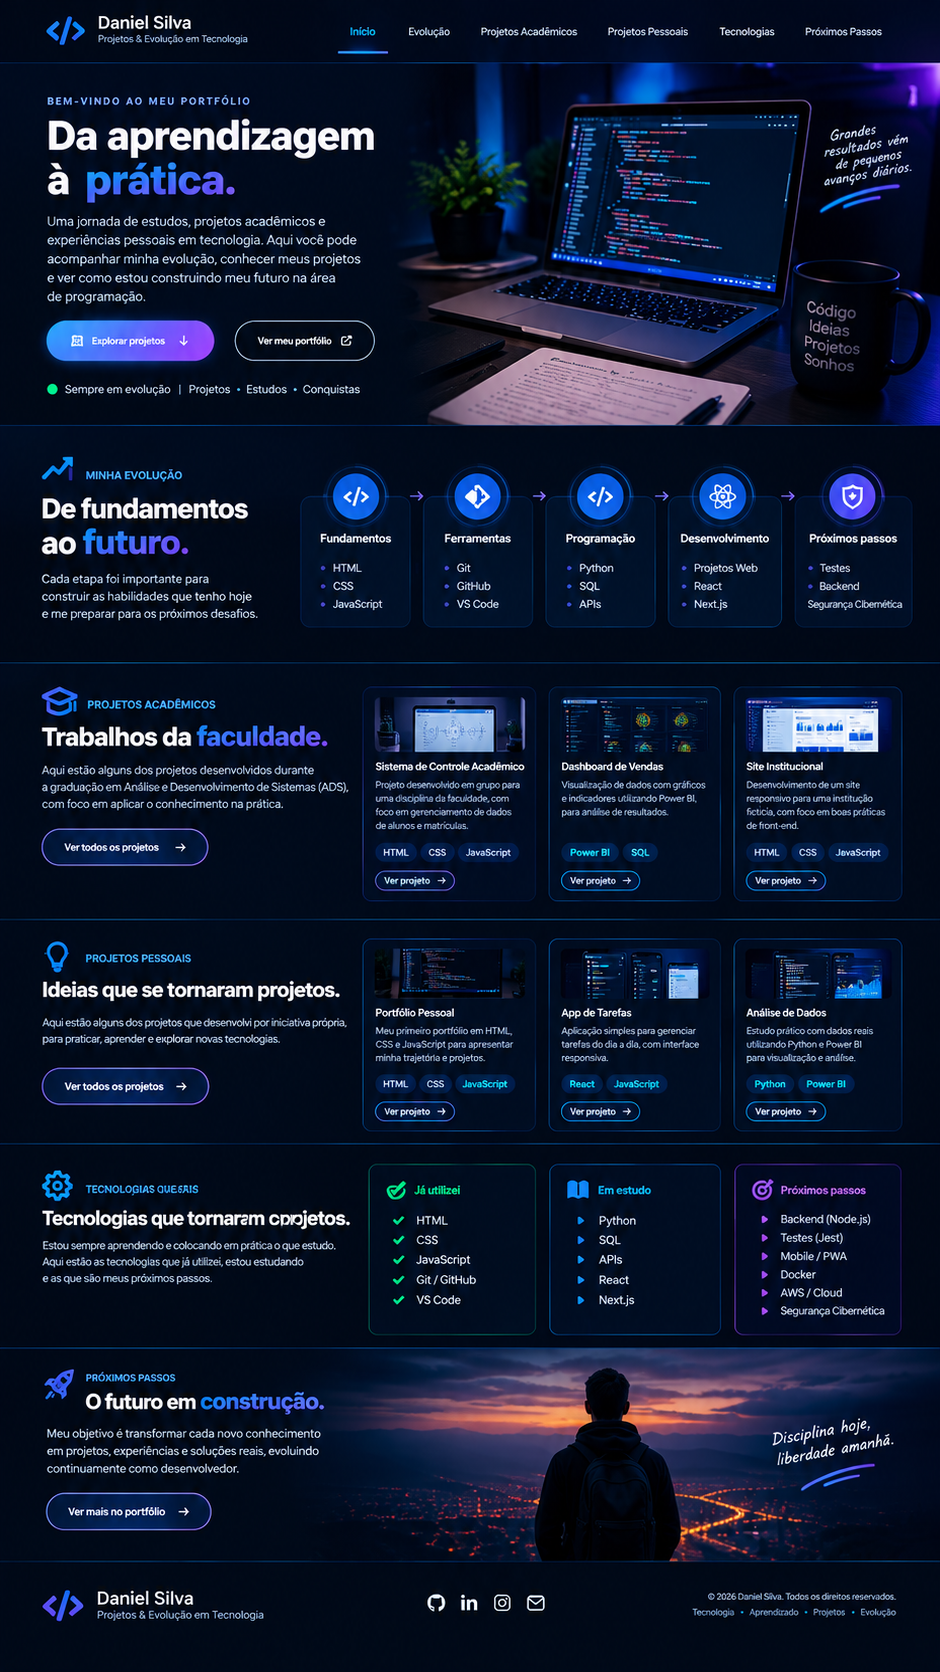 Daniel Silva
Projetos & Evolução em Tecnologia
Início
Evolução
Projetos Acadêmicos
Projetos Pessoais
Tecnologias
Próximos Passos
BEM-VINDO AO MEU PORTFÓLIO
Da aprendizagem
à prática.
Uma jornada de estudos, projetos acadêmicos e
experiências pessoais em tecnologia. Aqui você pode
acompanhar minha evolução, conhecer meus projetos
e ver como estou construindo meu futuro na área
de programação.
Explorar projetos
Ver meu portfólio
Sempre em evolução | Projetos • Estudos • Conquistas
Grandes
resultados vêm
de pequenos
avanços diários.
Código
Ideias
Projetos
Sonhos
MINHA EVOLUÇÃO
De fundamentos
ao futuro.
Cada etapa foi importante para
construir as habilidades que tenho hoje
e me preparar para os próximos desafios.
Fundamentos
HTML
CSS
JavaScript
Ferramentas
Git
GitHub
VS Code
Programação
Python
SQL
APIs
Desenvolvimento
Projetos Web
React
Next.js
Próximos passos
Testes
Backend
Segurança Cibernética
PROJETOS ACADÊMICOS
Trabalhos da faculdade.
Aqui estão alguns dos projetos desenvolvidos durante
a graduação em Análise e Desenvolvimento de Sistemas (ADS),
com foco em aplicar o conhecimento na prática.
Ver todos os projetos
Sistema de Controle Acadêmico
Projeto desenvolvido em grupo para
uma disciplina da faculdade, com
foco em gerenciamento de dados
de alunos e matrículas.
HTML CSS JavaScript
Ver projeto
Dashboard de Vendas
Visualização de dados com gráficos
e indicadores utilizando Power BI,
para análise de resultados.
Power BI SQL
Ver projeto
Site Institucional
Desenvolvimento de um site
responsivo para uma instituição
fictícia, com foco em boas práticas
de front-end.
HTML CSS JavaScript
Ver projeto
PROJETOS PESSOAIS
Ideias que se tornaram projetos.
Aqui estão alguns dos projetos que desenvolvi por iniciativa própria,
para praticar, aprender e explorar novas tecnologias.
Ver todos os projetos
Portfólio Pessoal
Meu primeiro portfólio em HTML,
CSS e JavaScript para apresentar
minha trajetória e projetos.
HTML CSS JavaScript
Ver projeto
App de Tarefas
Aplicação simples para gerenciar
tarefas do dia a dia, com interface
responsiva.
React JavaScript
Ver projeto
Análise de Dados
Estudo prático com dados reais
utilizando Python e Power BI
para visualização e análise.
Python Power BI
Ver projeto
TECNOLOGIAS
Tecnologias que tornaram
Estou sempre aprendendo e colocando em prática o que estudo.
Aqui estão as tecnologias que já utilizei, estou estudando
e as que são meus próximos passos.
Já utilizei
HTML
CSS
JavaScript
Git / GitHub
VS Code
Em estudo
Python
SQL
APIs
React
Next.js
Próximos passos
Backend (Node.js)
Testes (Jest)
Mobile / PWA
Docker
AWS / Cloud
Segurança Cibernética
PRÓXIMOS PASSOS
O futuro em construção.
Meu objetivo é transformar cada novo conhecimento
em projetos, experiências e soluções reais, evoluindo
continuamente como desenvolvedor.
Ver mais no portfólio
Disciplina hoje,
liberdade amanhã.
Daniel Silva
Projetos & Evolução em Tecnologia
in
© 2026 Daniel Silva. Todos os direitos reservados.
Tecnologia • Aprendizado • Projetos • Evolução